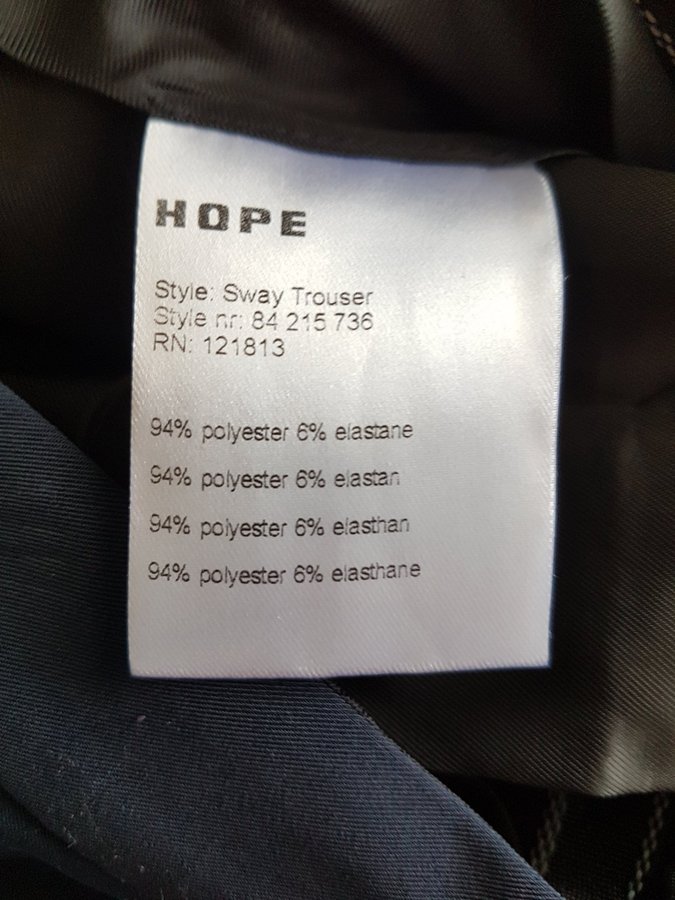 HOPE
Style: Sway Trouser
Style nr: 84 215 736
RN: 121813
94% polyester 6% elastane
94% polyester 6% elastan
94% polyester 6% elasthan
94% polyester 6% elasthane